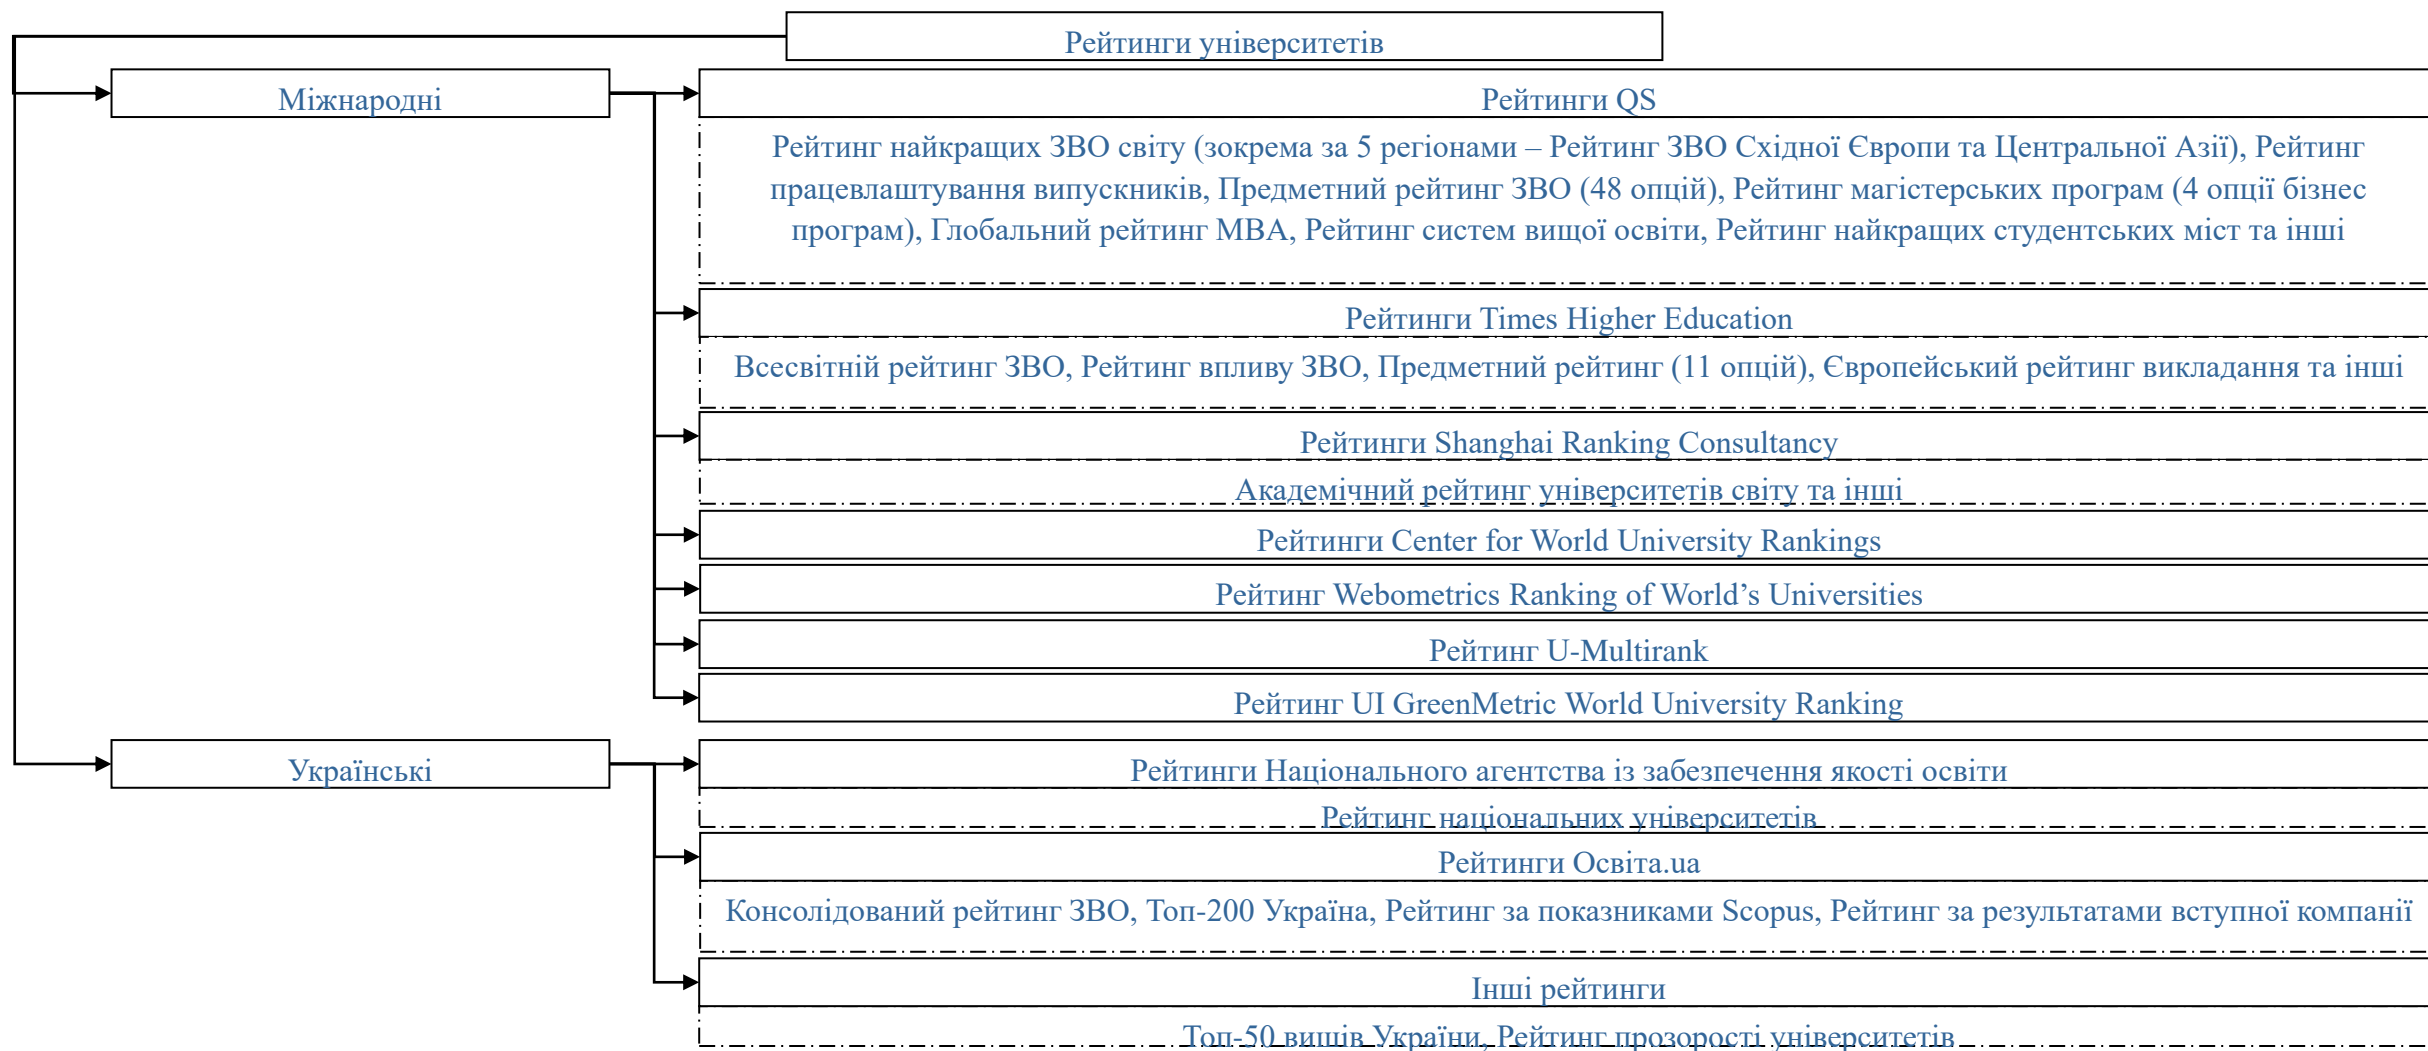 Рейтинги університетів
Міжнародні
Рейтинги QS
Рейтинг найкращих ЗВО світу (зокрема за 5 регіонами – Рейтинг ЗВО Східної Європи та Центральної Азії), Рейтинг
працевлаштування випускників, Предметний рейтинг ЗВО (48 опцій), Рейтинг магістерських програм (4 опції бізнес
програм), Глобальний рейтинг MBA, Рейтинг систем вищої освіти, Рейтинг найкращих студентських міст та інші
Рейтинги Times Higher Education
Всесвітній рейтинг ЗВО, Рейтинг впливу ЗВО, Предметний рейтинг (11 опцій), Європейський рейтинг викладання та інші
Рейтинги Shanghai Ranking Consultancy
Академічний рейтинг університетів світу та інші
Рейтинги Center for World University Rankings
Рейтинг Webometrics Ranking of World’s Universities
Рейтинг U-Multirank
Рейтинг UI GreenMetric World University Ranking
Українські
Рейтинги Національного агентства із забезпечення якості освіти
Рейтинг національних університетів
Рейтинги Освіта.ua
Консолідований рейтинг ЗВО, Топ-200 Україна, Рейтинг за показниками Scopus, Рейтинг за результатами вступної компанії
Інші рейтинги
Топ-50 вишів України, Рейтинг прозорості університетів